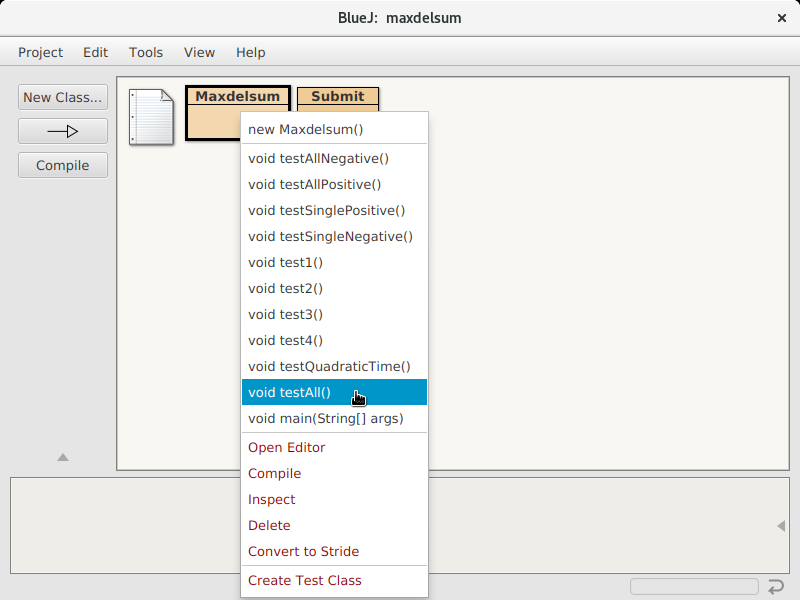 BlueJ: maxdelsum
Project Edit Tools View Help
New Class...
Compile
Maxdelsum
Submit
new Maxdelsum()
void testAllNegative()
void testAllPositive()
void testSinglePositive()
void testSingleNegative()
void test1()
void test2()
void test3()
void test4()
void testQuadraticTime()
void testAll()
void main(String[] args)
Open Editor
Compile
Inspect
Delete
Convert to Stride
Create Test Class